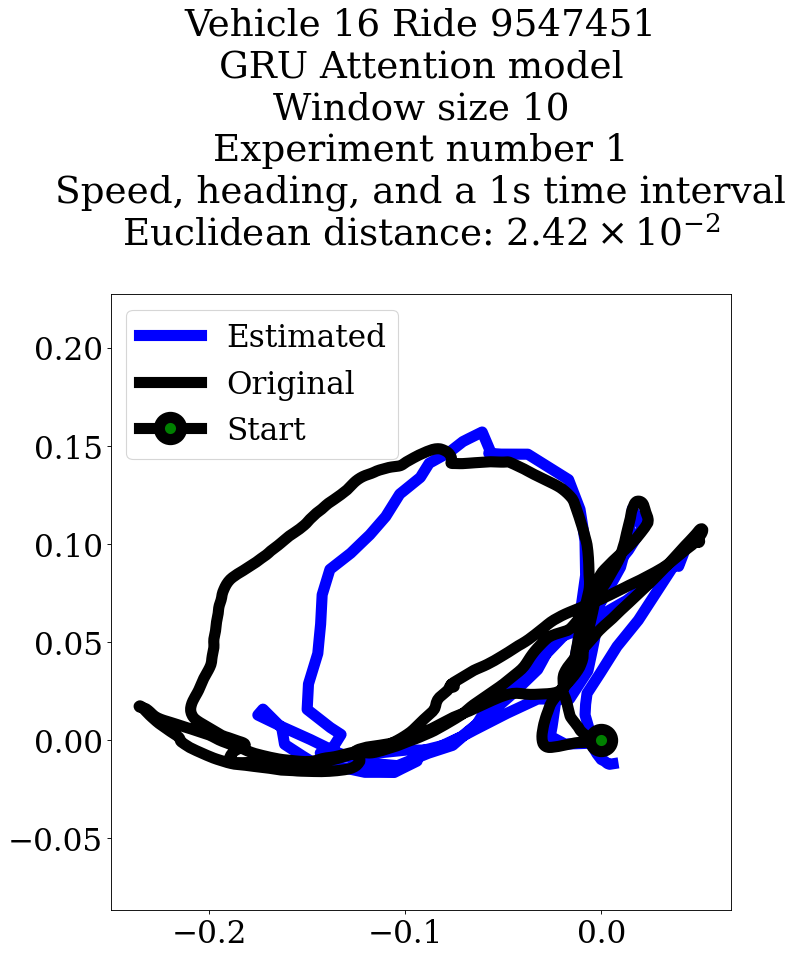 Vehicle 16 Ride 9547451
GRU Attention model
Window size 10
Experiment number 1
Speed, heading, and a 1s time interval
Euclidean distance: 2.42 × 10⁻²
Estimated
Original
Start
0.20
0.15
0.10
0.05
0.00
−0.05
−0.2
−0.1
0.0